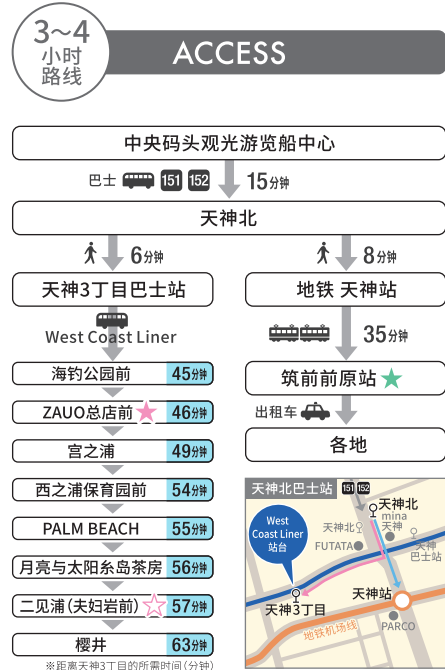 3～4
小时
路线
ACCESS
中央码头观光游览船中心
巴士 151 152 15分钟
天神北
6分钟
8分钟
天神3丁目巴士站
地铁 天神站
West Coast Liner
35分钟
海钓公园前 45分钟
ZAUO总店前 46分钟
宫之浦 49分钟
西之浦保育园前 54分钟
PALM BEACH 55分钟
月亮与太阳糸岛茶房 56分钟
二见浦（夫妇岩前） 57分钟
樱井 63分钟
※距离天神3丁目的所需时间（分钟）
筑前前原站
出租车
各地
天神北巴士站
151 152
天神北
mina
天神
天神北
FUTATA
天神
巴士站
West
Coast Liner
站台
天神3丁目
天神站
PARCO
地铁机场线